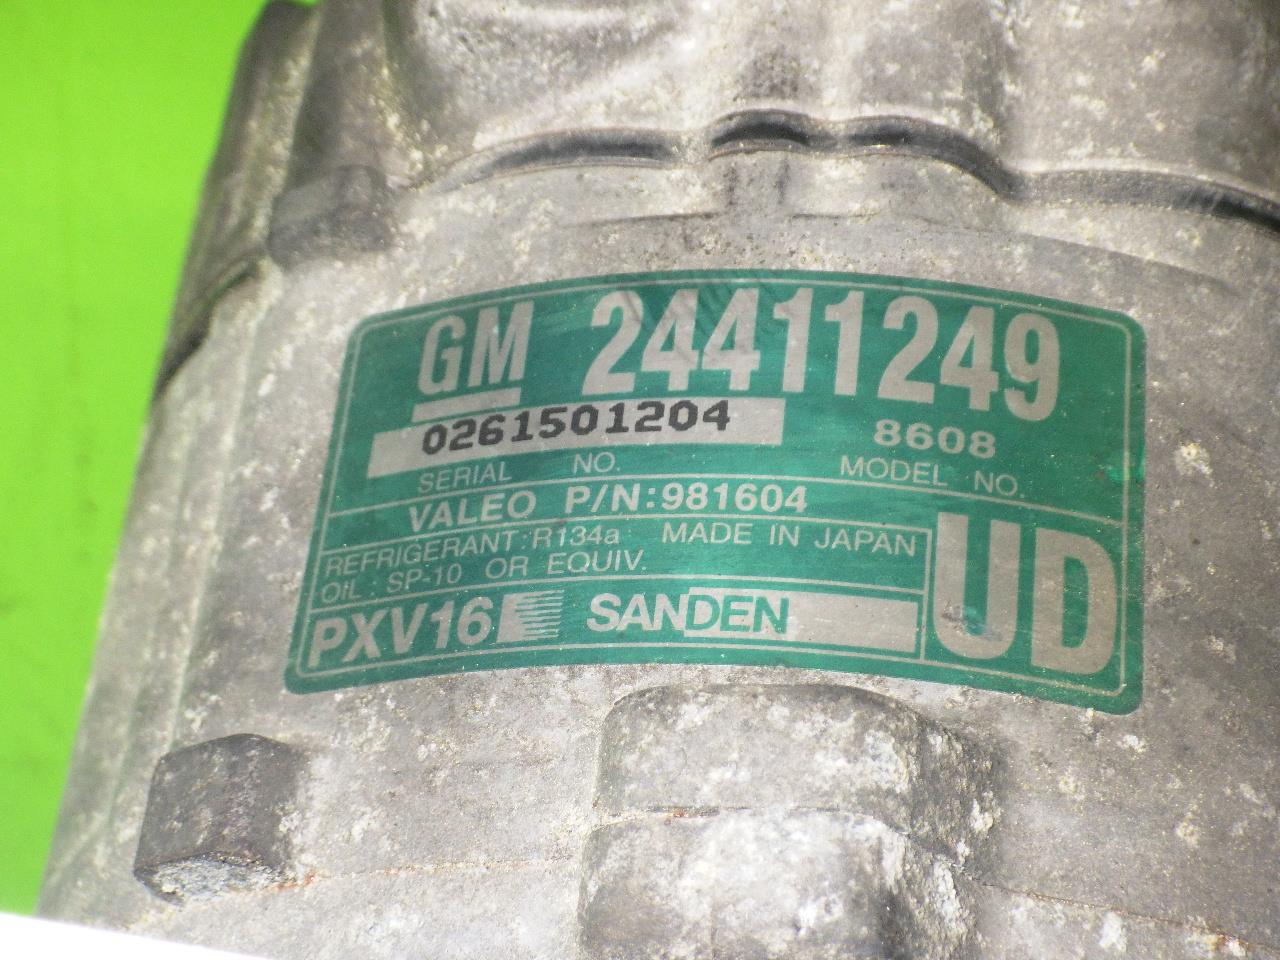 GM 24411249
0261501204 8608
SERIAL NO. MODEL NO.
VALEO P/N:981604
REFRIGERANT:R134a MADE IN JAPAN
OIL: SP-10 OR EQUIV.
PXV16 SANDEN UD